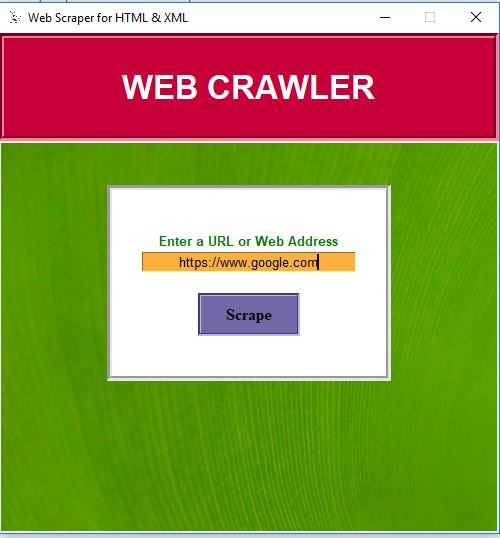 Web Scraper for HTML & XML
WEB CRAWLER
Enter a URL or Web Address
https://www.google.com
Scrape